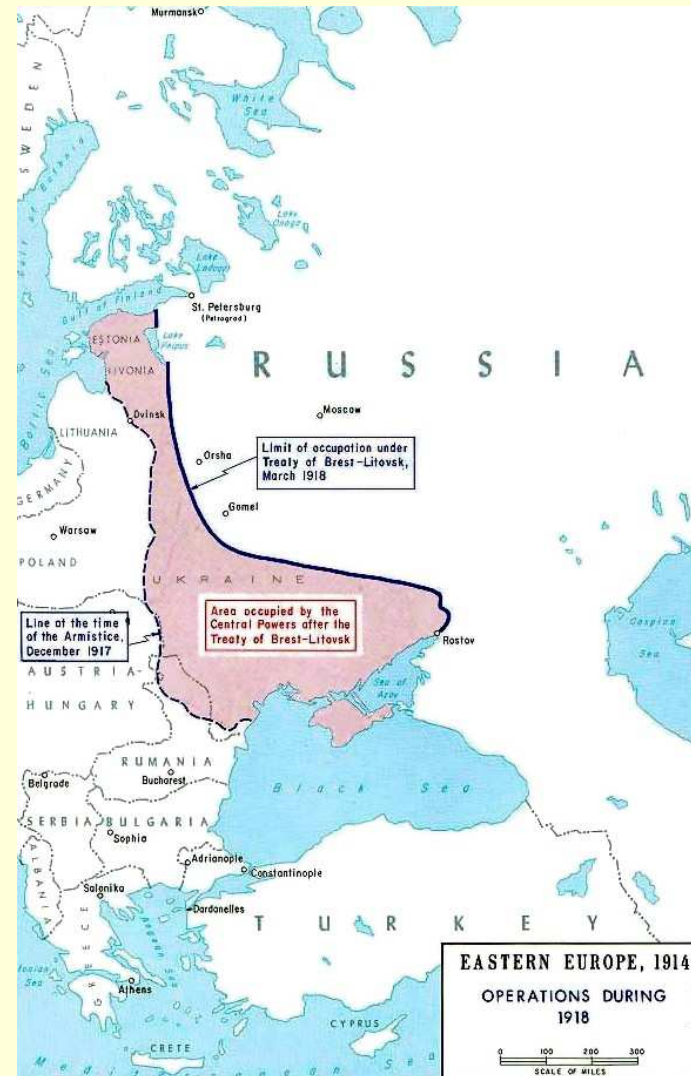 Murmansk
SWEDEN
White
Sea
Gulf of Bothnia
Lake
Onega
Lake
Ladoga
Gulf of Finland
St. Petersburg
(Petrograd)
ESTONIA
Lake
Peipus
Baltic Sea
LIVONIA
RUSSIA
Moscow
Dvinsk
LITHUANIA
Limit of occupation under
Treaty of Brest-Litovsk,
March 1918
Orsha
GERMANY
Gomel
Warsaw
POLAND
UKRAINE
Area occupied by the
Central Powers after the
Treaty of Brest-Litovsk
Line at the time
of the Armistice,
December 1917
Rostov
Caspian
Sea
AUSTRIA-
HUNGARY
Sea of
Azov
RUMANIA
Bucharest
Belgrade
Black Sea
SERBIA
BULGARIA
Sophia
ALBANIA
Adrianople
Constantinople
Salonika
Dardanelles
TURKEY
GREECE
Aegean Sea
Sea
Athens
EASTERN EUROPE, 1914
OPERATIONS DURING
1918
CYPRUS
CRETE
0 100 200 300
SCALE OF MILES
Mediterranean Sea